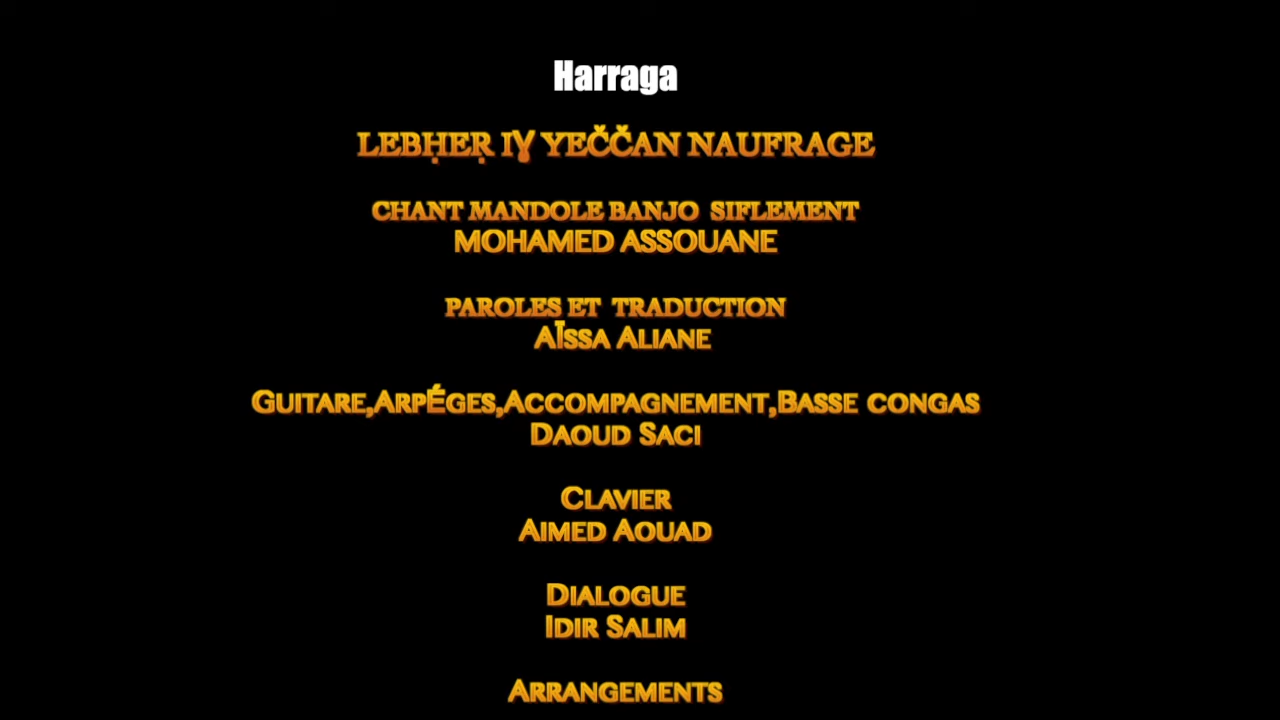 Harraga
LEBḤEṚ IƔ YEČČAN NAUFRAGE
CHANT MANDOLE BANJO SIFLEMENT
MOHAMED ASSOUANE
PAROLES ET TRADUCTION
AÏSSA ALIANE
GUITARE,ARPÉGES,ACCOMPAGNEMENT,BASSE CONGAS
DAOUD SACI
CLAVIER
AIMED AOUAD
DIALOGUE
IDIR SALIM
ARRANGEMENTS